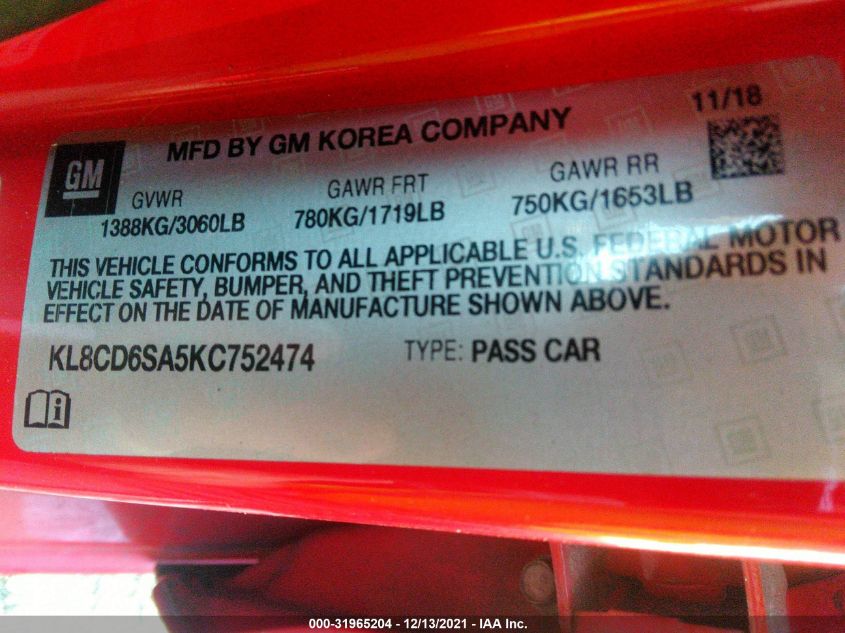 11/18
MFD BY GM KOREA COMPANY
GM
GVWR GAWR FRT GAWR RR
1388KG/3060LB 780KG/1719LB 750KG/1653LB
THIS VEHICLE CONFORMS TO ALL APPLICABLE U.S. FEDERAL MOTOR
VEHICLE SAFETY, BUMPER, AND THEFT PREVENTION STANDARDS IN
EFFECT ON THE DATE OF MANUFACTURE SHOWN ABOVE.
KL8CD6SA5KC752474 TYPE: PASS CAR
i
000-31965204 - 12/13/2021 - IAA Inc.